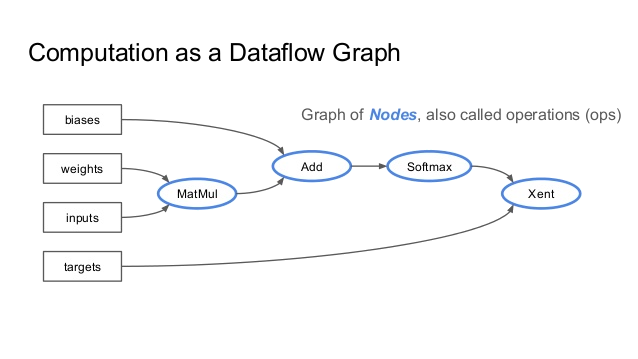 Computation as a Dataflow Graph
Graph of Nodes, also called operations (ops)
biases
weights
inputs
targets
MatMul
Add
Softmax
Xent